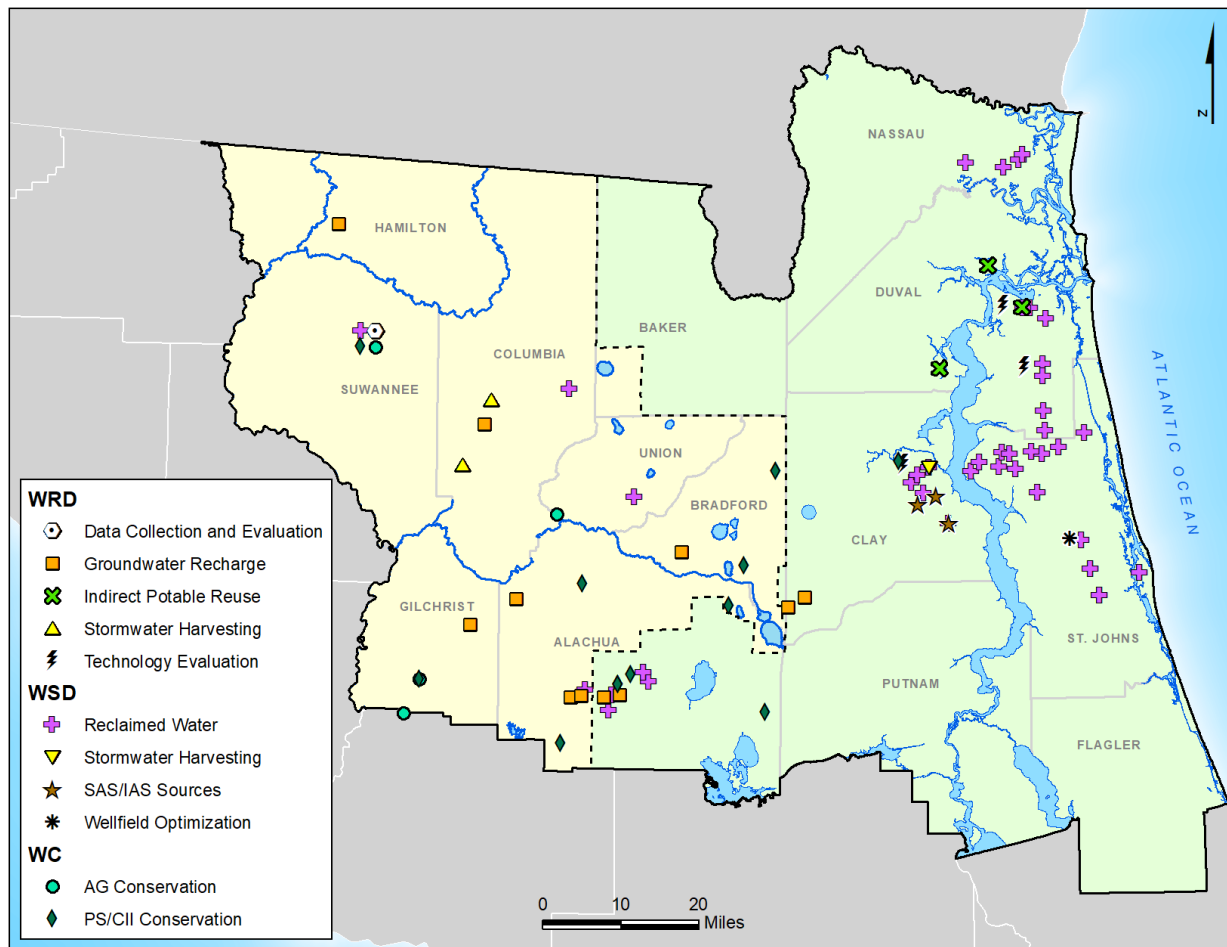 N
NASSAU
HAMILTON
DUVAL
BAKER
COLUMBIA
SUWANNEE
ATLANTIC OCEAN
UNION
BRADFORD
CLAY
GILCHRIST
ALACHUA
ST. JOHNS
PUTNAM
FLAGLER
WRD
Data Collection and Evaluation
Groundwater Recharge
Indirect Potable Reuse
Stormwater Harvesting
Technology Evaluation
WSD
Reclaimed Water
Stormwater Harvesting
SAS/IAS Sources
Wellfield Optimization
WC
AG Conservation
PS/CII Conservation
0 10 20
Miles